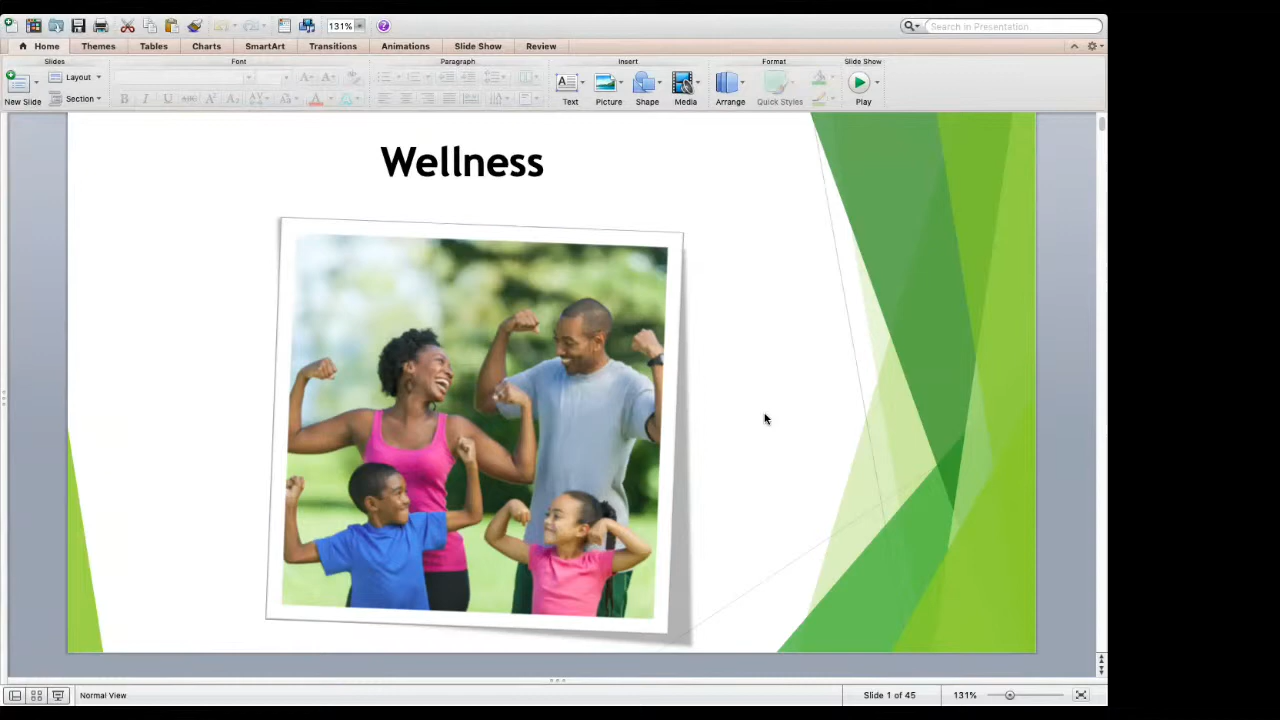 131%
Search in Presentation
Home Themes Tables Charts SmartArt Transitions Animations Slide Show Review
Slides Font Paragraph Insert Format Slide Show
Layout
Section
New Slide Text Picture Shape Media Arrange Quick Styles Play
Wellness
Normal View Slide 1 of 45 131%